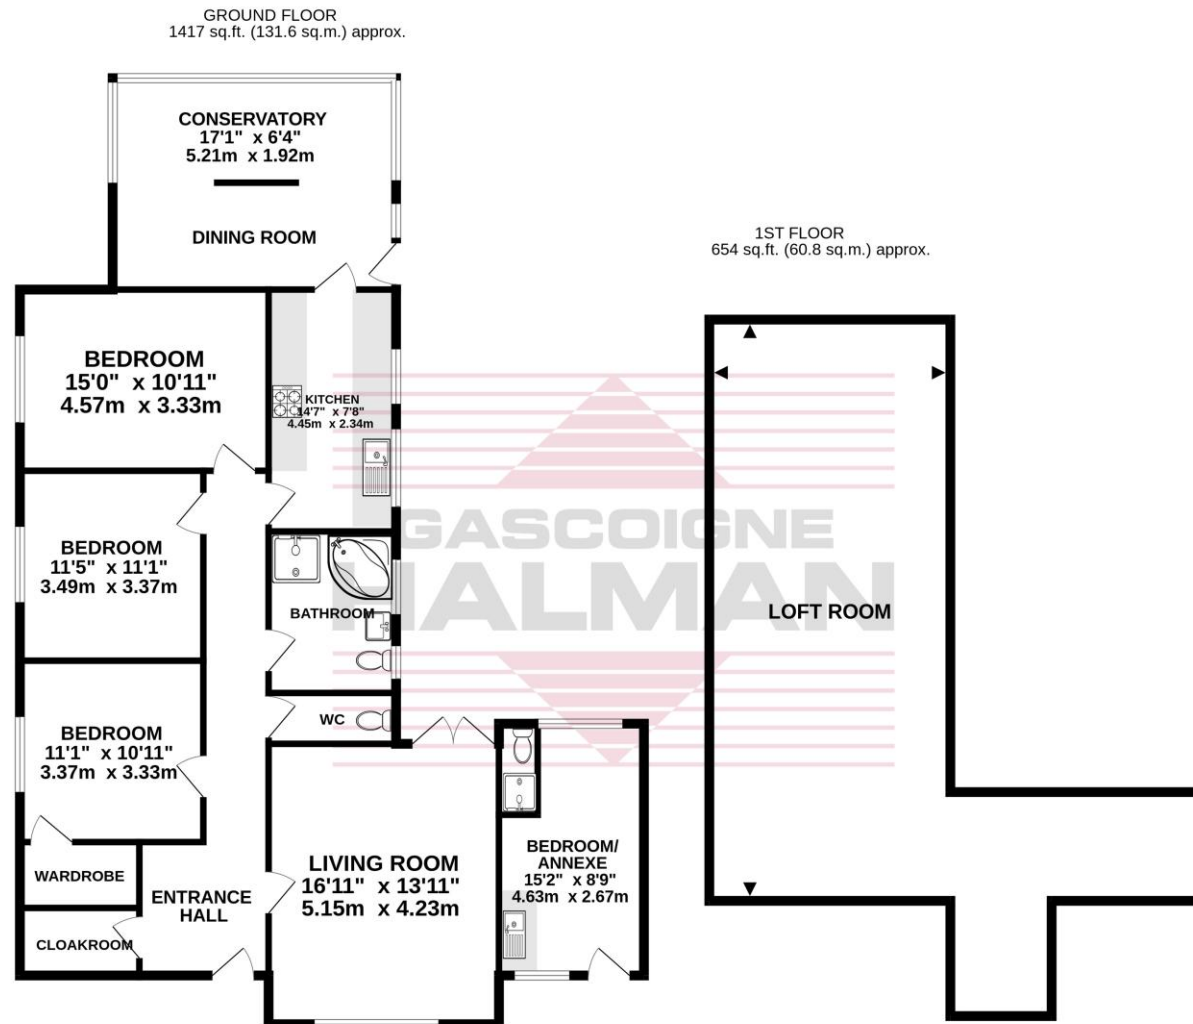 GROUND FLOOR
1417 sq.ft. (131.6 sq.m.) approx.
CONSERVATORY
17'1" x 6'4"
5.21m x 1.92m
DINING ROOM
1ST FLOOR
654 sq.ft. (60.8 sq.m.) approx.
BEDROOM
15'0" x 10'11"
4.57m x 3.33m
KITCHEN
14'7" x 7'8"
4.45m x 2.34m
GASCOIGNE
HALMAN
BEDROOM
11'5" x 11'1"
3.49m x 3.37m
BATHROOM
LOFT ROOM
WC
BEDROOM
11'1" x 10'11"
3.37m x 3.33m
WARDROBE
ENTRANCE
HALL
CLOAKROOM
LIVING ROOM
16'11" x 13'11"
5.15m x 4.23m
BEDROOM/
ANNEXE
15'2" x 8'9"
4.63m x 2.67m